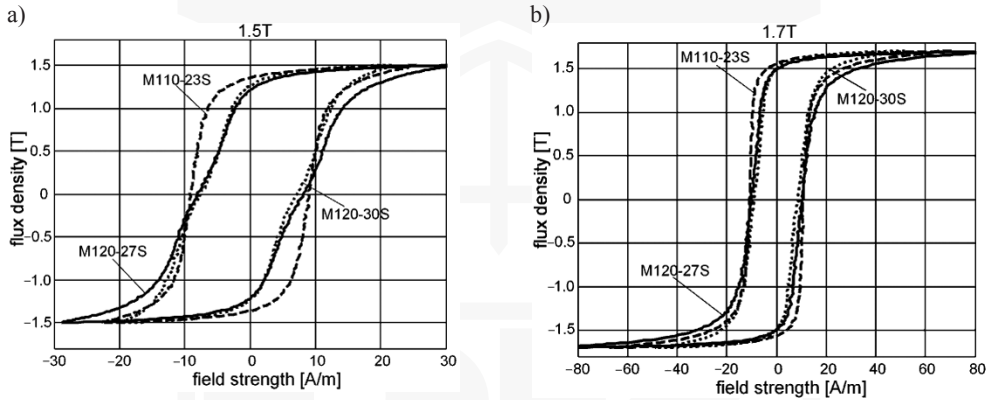 a)
1.5T
flux density [T]
1.5
1.0
0.5
0
−0.5
−1.0
−1.5
M110-23S
M120-30S
M120-27S
−30
−20
−10
0
10
20
30
field strength [A/m]
b)
1.7T
flux density [T]
1.5
1.0
0.5
0
−0.5
−1.0
−1.5
M110-23S
M120-30S
M120-27S
−80
−60
−40
−20
0
20
40
60
80
field strength [A/m]